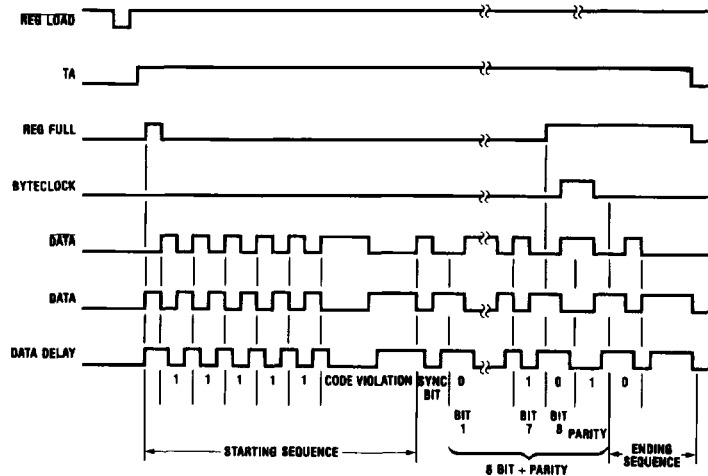 REG LOAD
TA
REG FULL
BYTECLOCK
DATA
DATA
DATA DELAY
1 1 1 1 1 CODE VIOLATION SYNC BIT 0 1 0 1 0
BIT 1
BIT 7
BIT 8
PARITY
STARTING SEQUENCE
ENDING SEQUENCE
8 BIT + PARITY